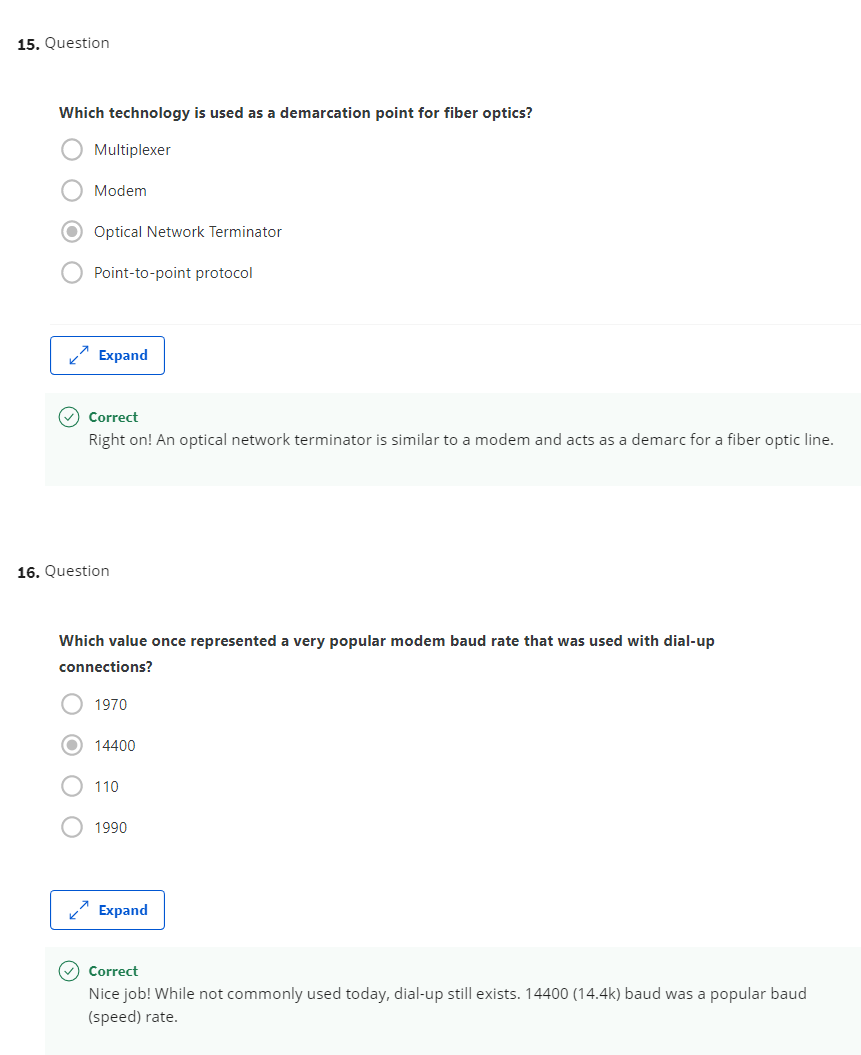 15. Question
Which technology is used as a demarcation point for fiber optics?
Multiplexer
Modem
Optical Network Terminator
Point-to-point protocol
Expand
Correct
Right on! An optical network terminator is similar to a modem and acts as a demarc for a fiber optic line.
16. Question
Which value once represented a very popular modem baud rate that was used with dial-up
connections?
1970
14400
110
1990
Expand
Correct
Nice job! While not commonly used today, dial-up still exists. 14400 (14.4k) baud was a popular baud
(speed) rate.